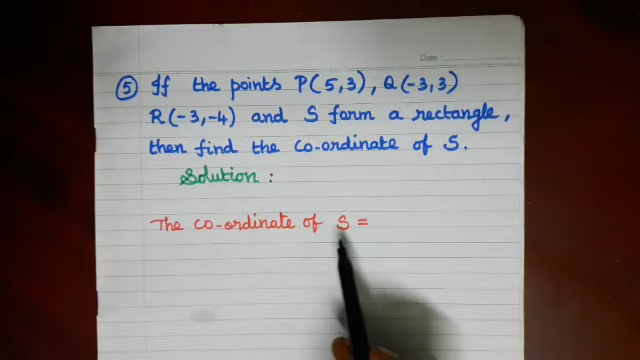 Date
5 If the points P(5,3), Q(-3,3)
R(-3,-4) and S form a rectangle,
then find the co-ordinate of S.
Solution :
The co-ordinate of S =